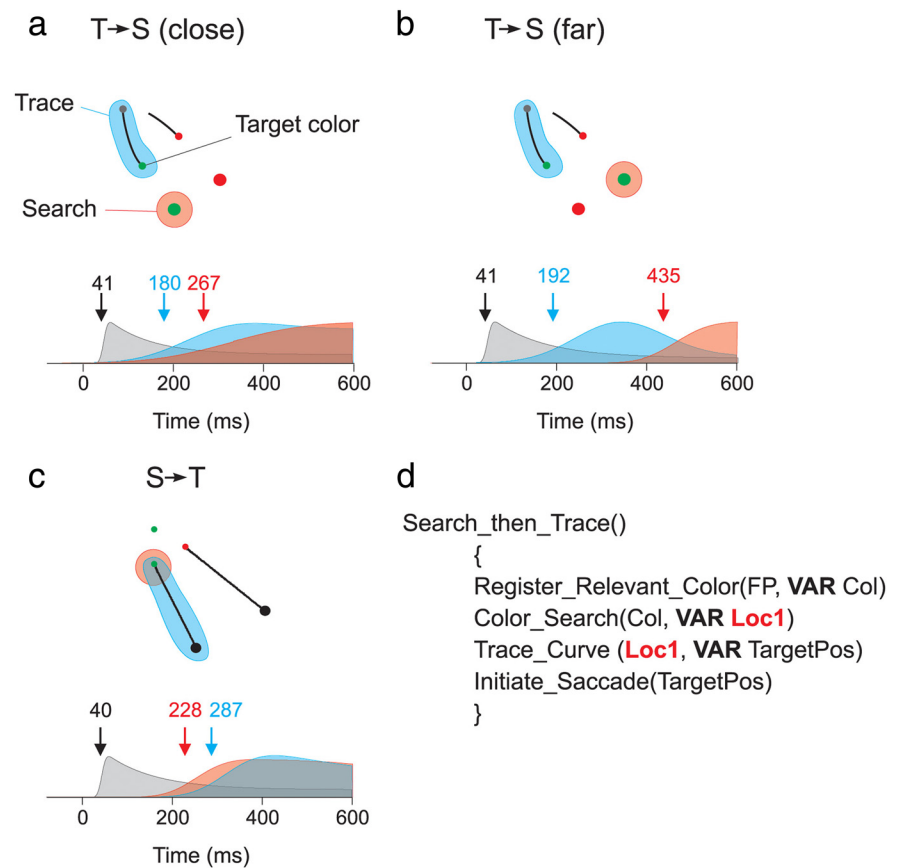 a T→S (close)
Trace
Target color
Search
41 180 267
0 200 400 600
Time (ms)
b T→S (far)
41 192 435
0 200 400 600
Time (ms)
c S→T
40 228 287
0 200 400 600
Time (ms)
d
Search_then_Trace()
{
Register_Relevant_Color(FP, VAR Col)
Color_Search(Col, VAR Loc1)
Trace_Curve (Loc1, VAR TargetPos)
Initiate_Saccade(TargetPos)
}